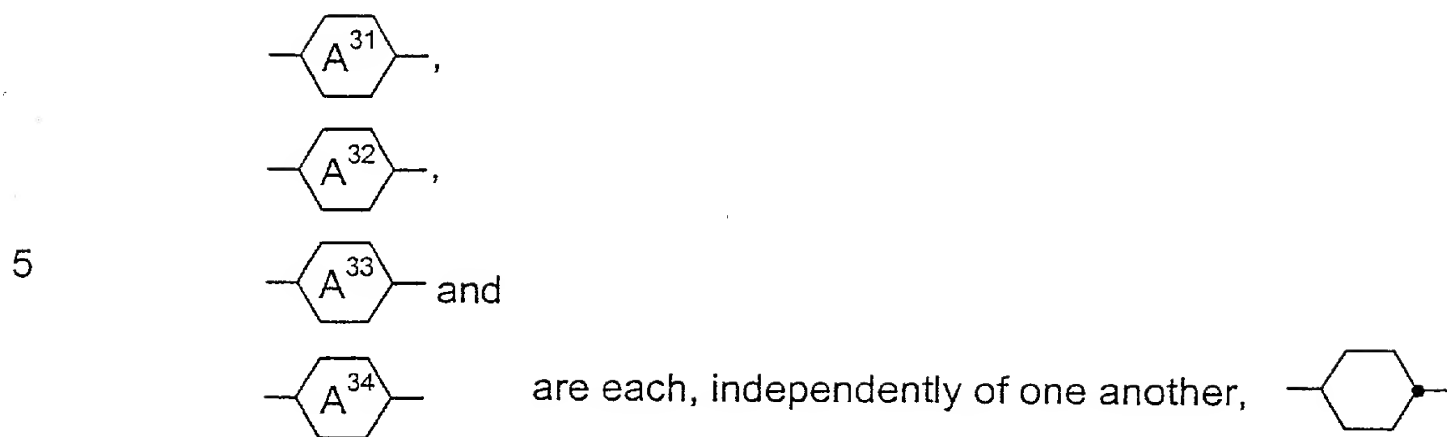 A31,
A32,
5
A33 and
A34 are each, independently of one another,